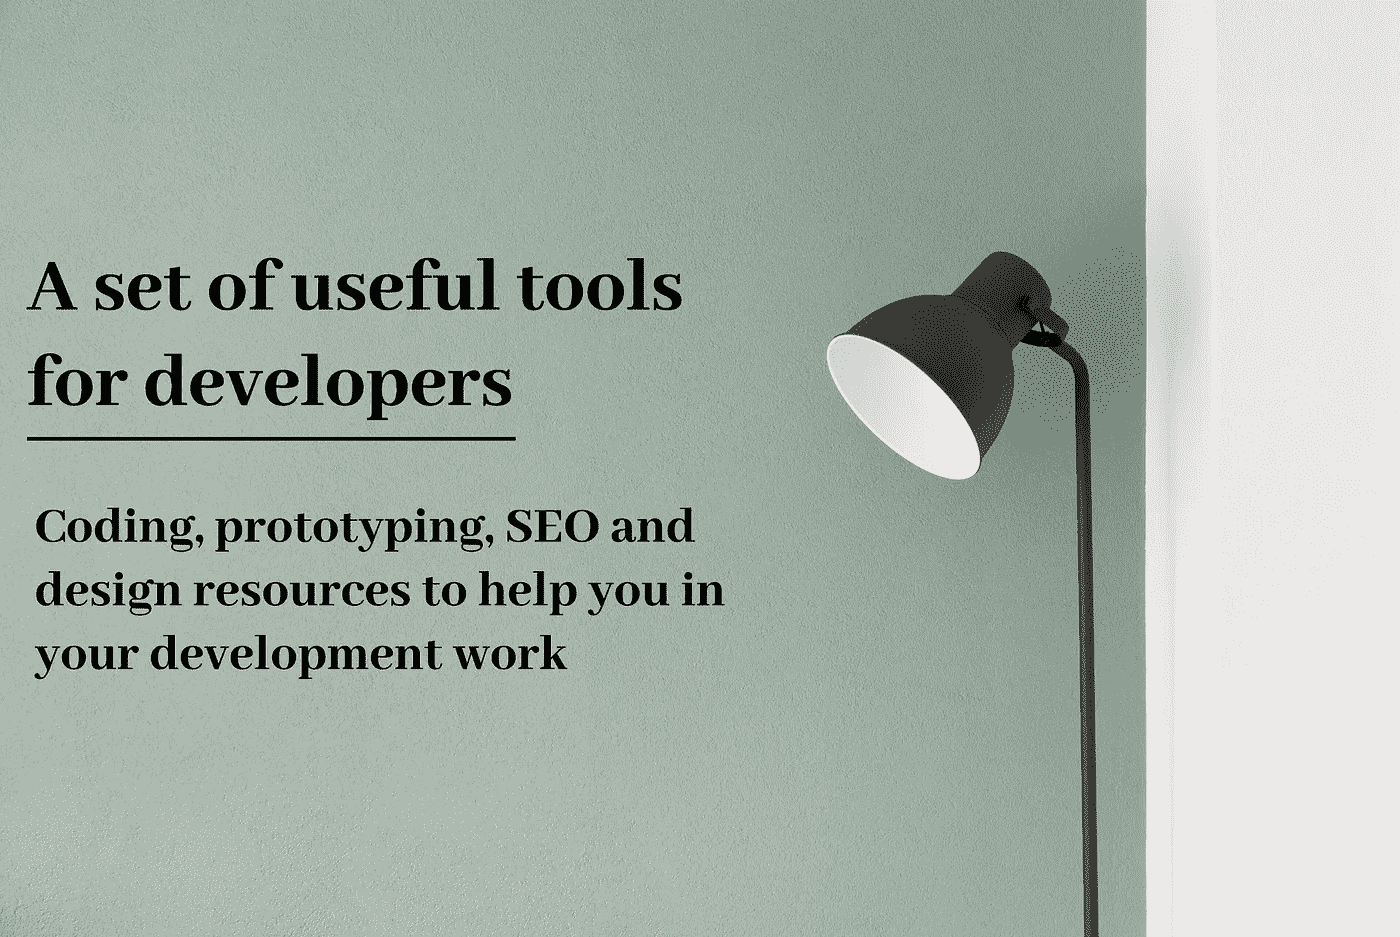 A set of useful tools
for developers
Coding, prototyping, SEO and
design resources to help you in
your development work